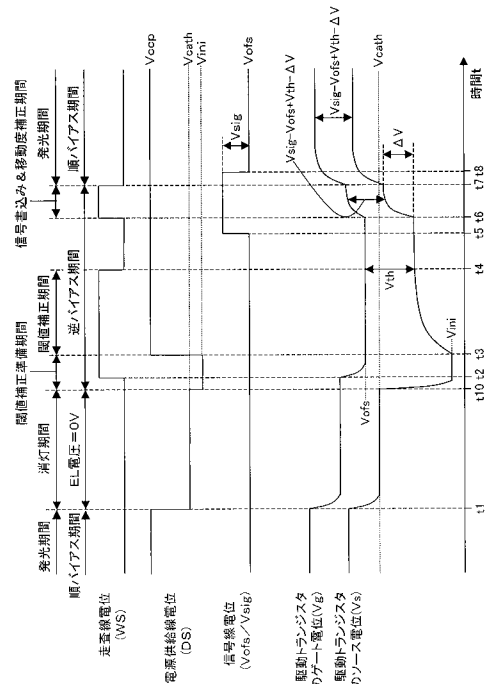 発光期間
消灯期間
閾値補正準備期間
閾値補正期間
信号書込み&移動度補正期間
発光期間
順バイアス期間
EL電圧=0V
逆バイアス期間
順バイアス期間
走査線電位
(WS)
電源供給線電位
(DS)
Vccp
Vcath
Vini
信号線電位
(Vofs/Vsig)
Vsig
Vofs
Vsig-Vofs+Vth-ΔV
Vsig-Vofs+Vth-ΔV
駆動トランジスタ
のゲート電位(Vg)
駆動トランジスタ
のソース電位(Vs)
Vofs
Vth
Vcath
ΔV
Vini
t1
t10
t2
t3
t4
t5
t6
t7
t8
時間t